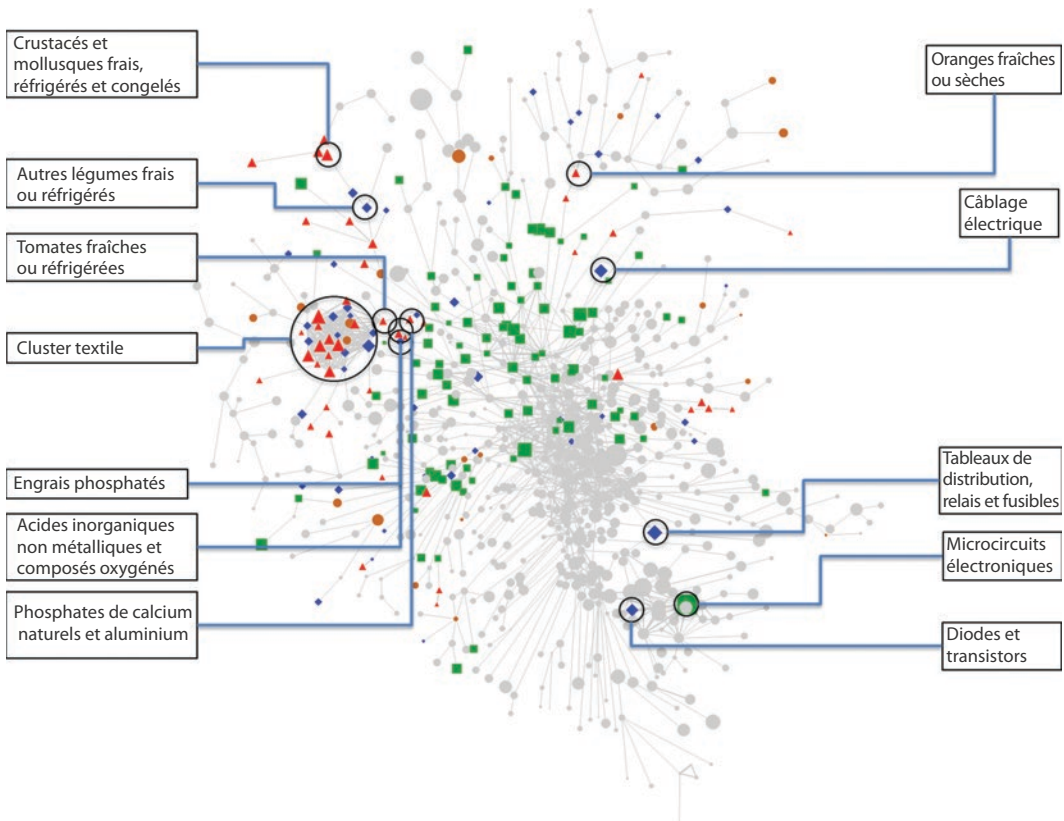 Crustacés et
mollusques frais,
réfrigérés et congelés
Autres légumes frais
ou réfrigérés
Tomates fraîches
ou réfrigérées
Cluster textile
Engrais phosphatés
Acides inorganiques
non métalliques et
composés oxygénés
Phosphates de calcium
naturels et aluminium
Oranges fraîches
ou sèches
Câblage
électrique
Tableaux de
distribution,
relais et fusibles
Microcircuits
électroniques
Diodes et
transistors